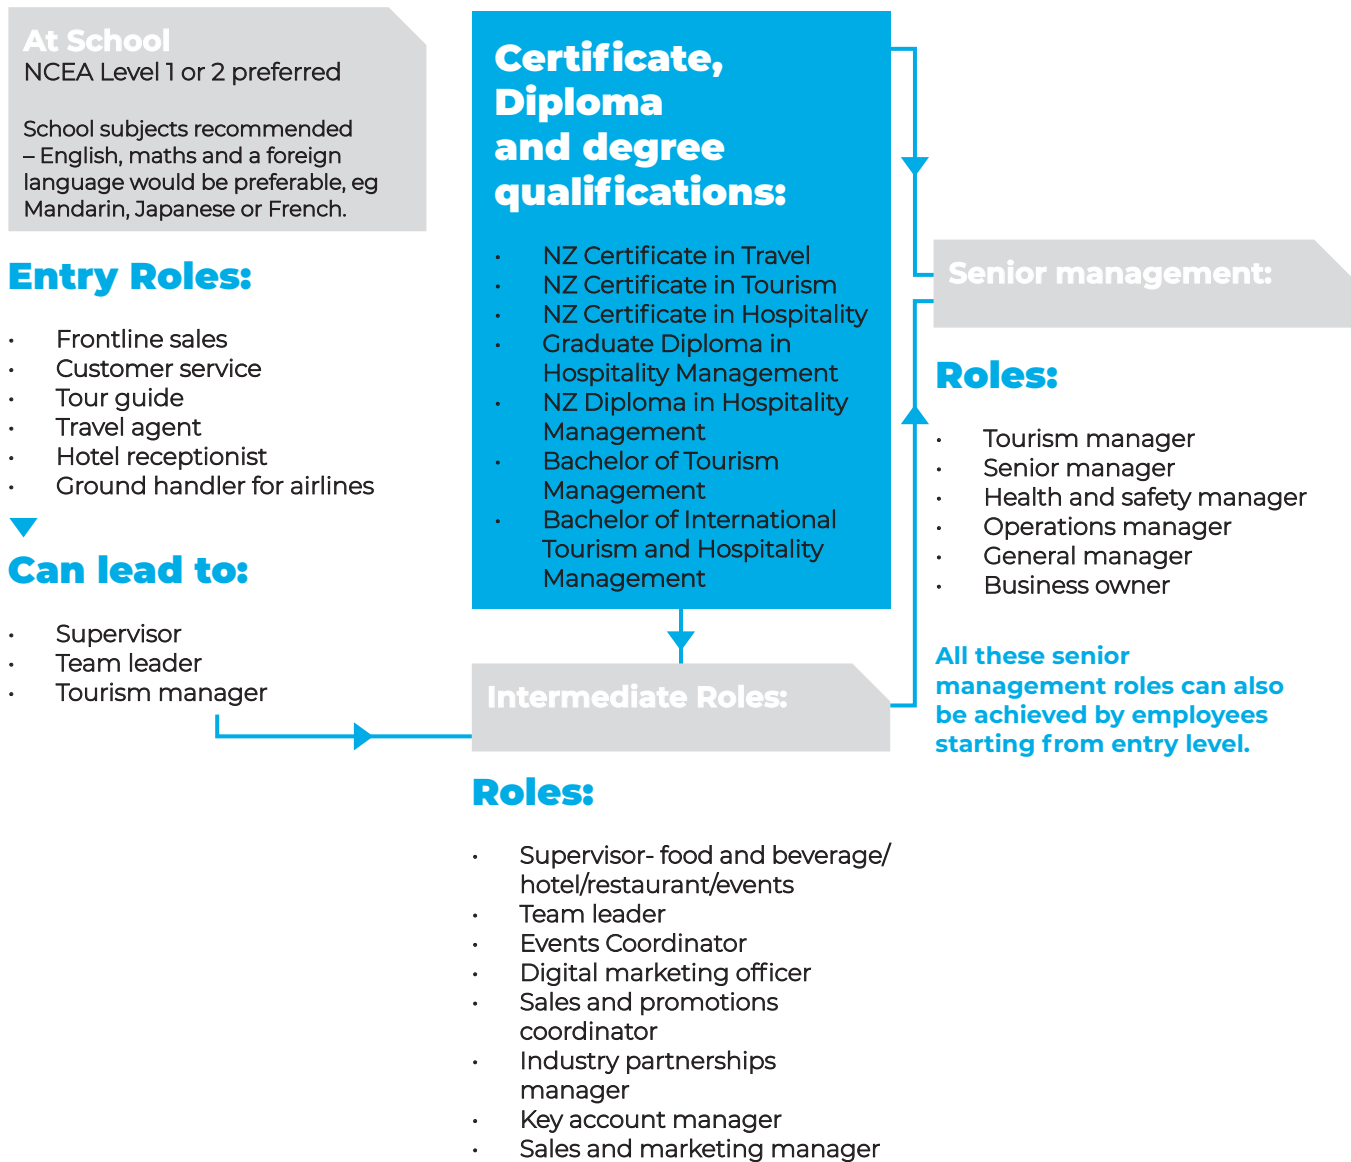 At School
NCEA Level 1 or 2 preferred
School subjects recommended
– English, maths and a foreign
language would be preferable, eg
Mandarin, Japanese or French.
Entry Roles:
• Frontline sales
• Customer service
• Tour guide
• Travel agent
• Hotel receptionist
• Ground handler for airlines
Can lead to:
• Supervisor
• Team leader
• Tourism manager
Certificate,
Diploma
and degree
qualifications:
• NZ Certificate in Travel
• NZ Certificate in Tourism
• NZ Certificate in Hospitality
• Graduate Diploma in
Hospitality Management
• NZ Diploma in Hospitality
Management
• Bachelor of Tourism
Management
• Bachelor of International
Tourism and Hospitality
Management
Intermediate Roles:
Roles:
• Supervisor- food and beverage/
hotel/restaurant/events
• Team leader
• Events Coordinator
• Digital marketing officer
• Sales and promotions
coordinator
• Industry partnerships
manager
• Key account manager
• Sales and marketing manager
Senior management:
Roles:
• Tourism manager
• Senior manager
• Health and safety manager
• Operations manager
• General manager
• Business owner
All these senior
management roles can also
be achieved by employees
starting from entry level.